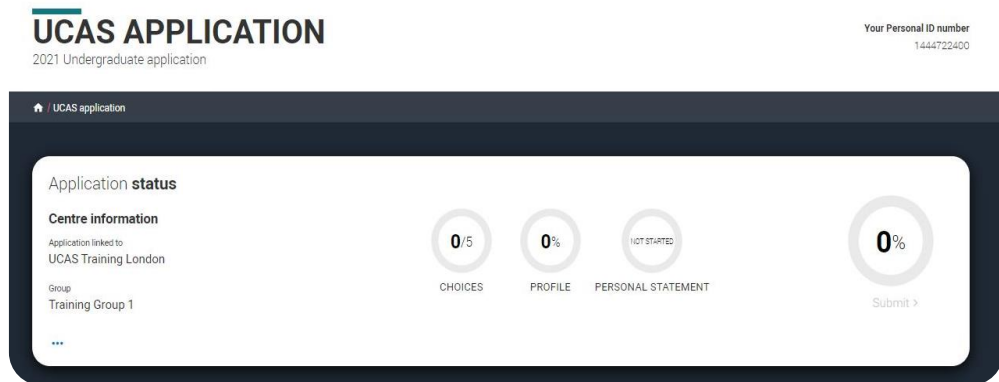 UCAS APPLICATION
2021 Undergraduate application
Your Personal ID number
1444722400
/ UCAS application
Application status
Centre information
Application linked to
UCAS Training London
Group
Training Group 1
...
0/5
CHOICES
0%
PROFILE
NOT STARTED
PERSONAL STATEMENT
0%
Submit >